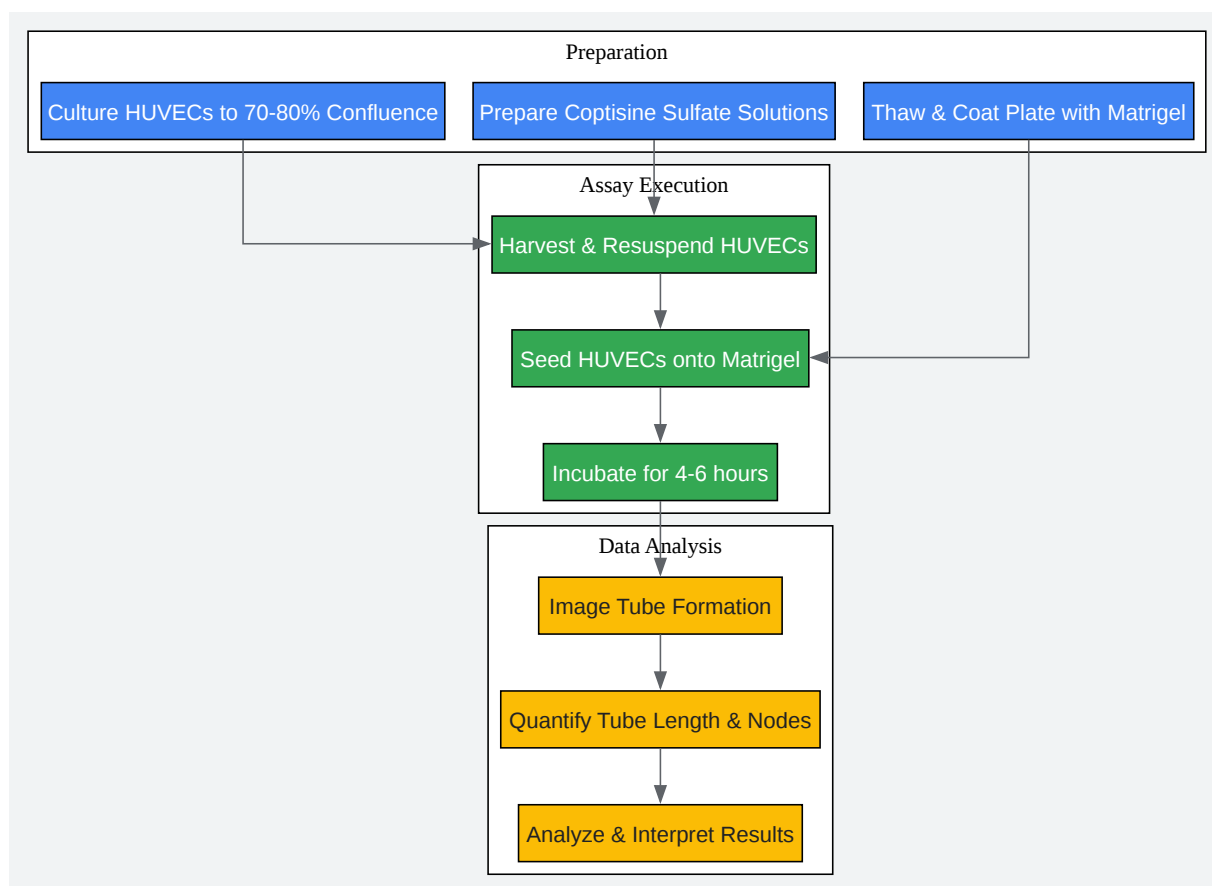 Preparation
Culture HUVECs to 70-80% Confluence
Prepare Coptisine Sulfate Solutions
Thaw & Coat Plate with Matrigel
Assay Execution
Harvest & Resuspend HUVECs
Seed HUVECs onto Matrigel
Incubate for 4-6 hours
Data Analysis
Image Tube Formation
Quantify Tube Length & Nodes
Analyze & Interpret Results